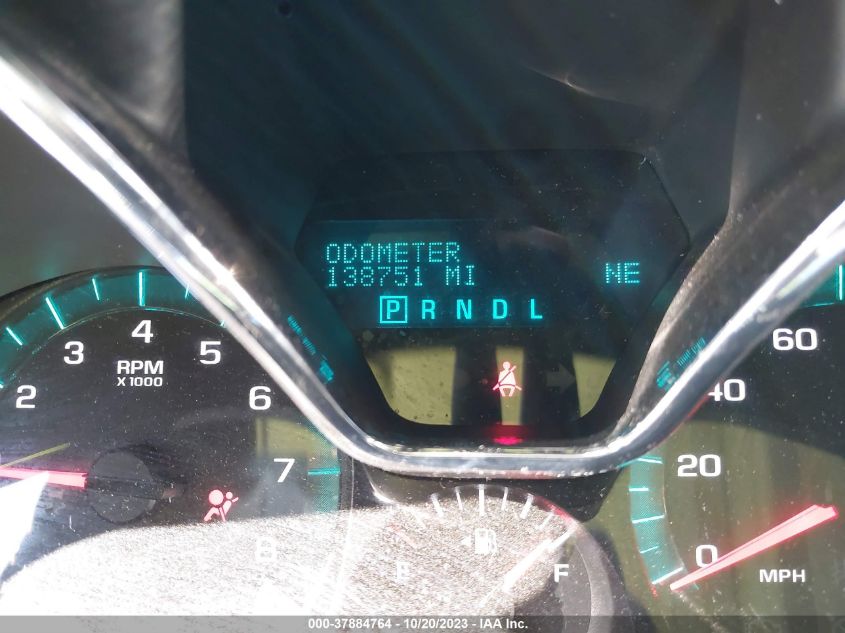 ODOMETER
138751 MI NE
P R N D L
2 3 4 5 6 7 8
RPM
X1000
60
40
20
0
MPH
E F
000-37884764 - 10/20/2023 - IAA Inc.